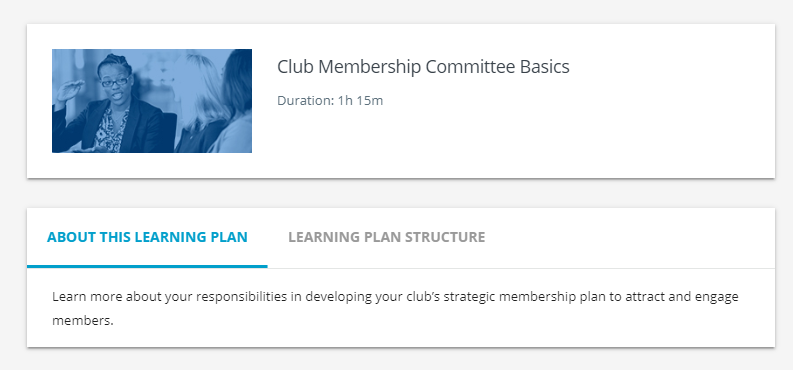 Club Membership Committee Basics
Duration: 1h 15m
ABOUT THIS LEARNING PLAN
LEARNING PLAN STRUCTURE
Learn more about your responsibilities in developing your club’s strategic membership plan to attract and engage
members.